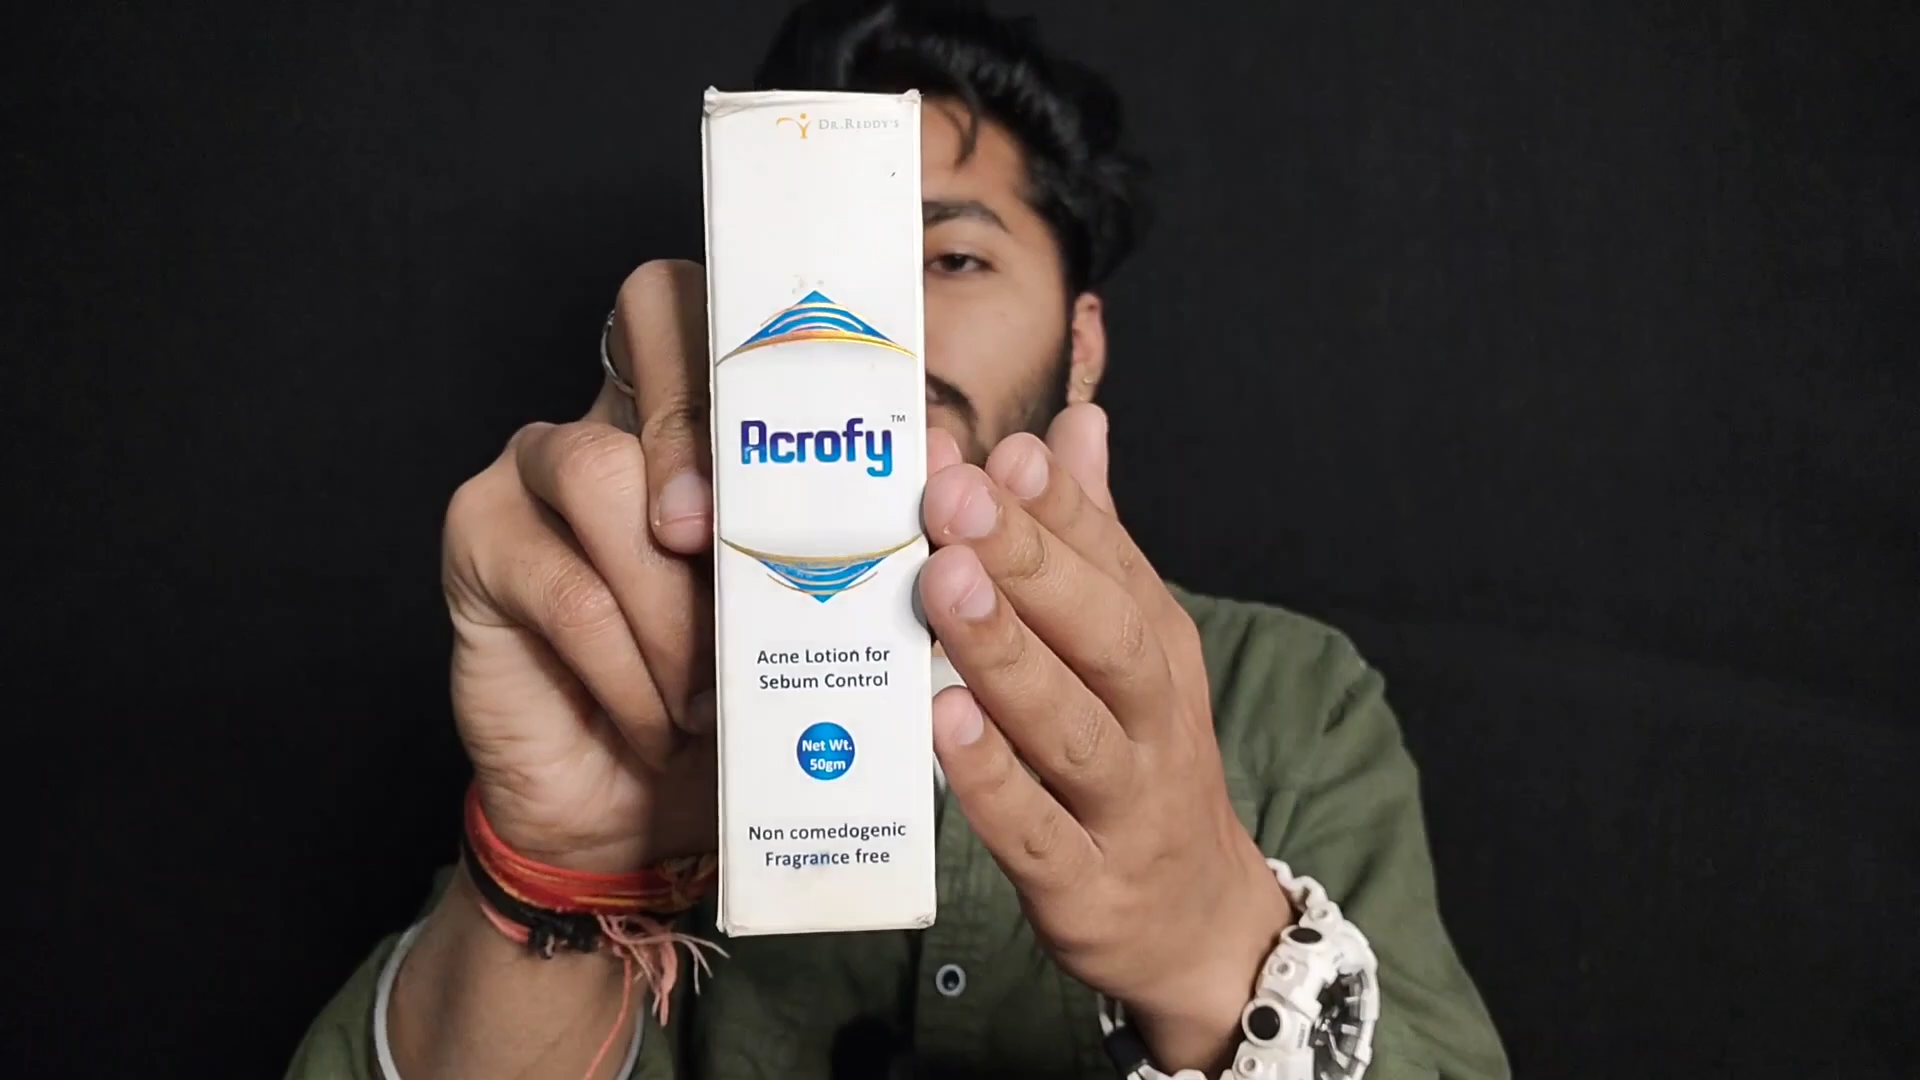 DR.REDDY'S
Acrofy™
Acne Lotion for
Sebum Control
Net Wt.
50gm
Non comedogenic
Fragrance free